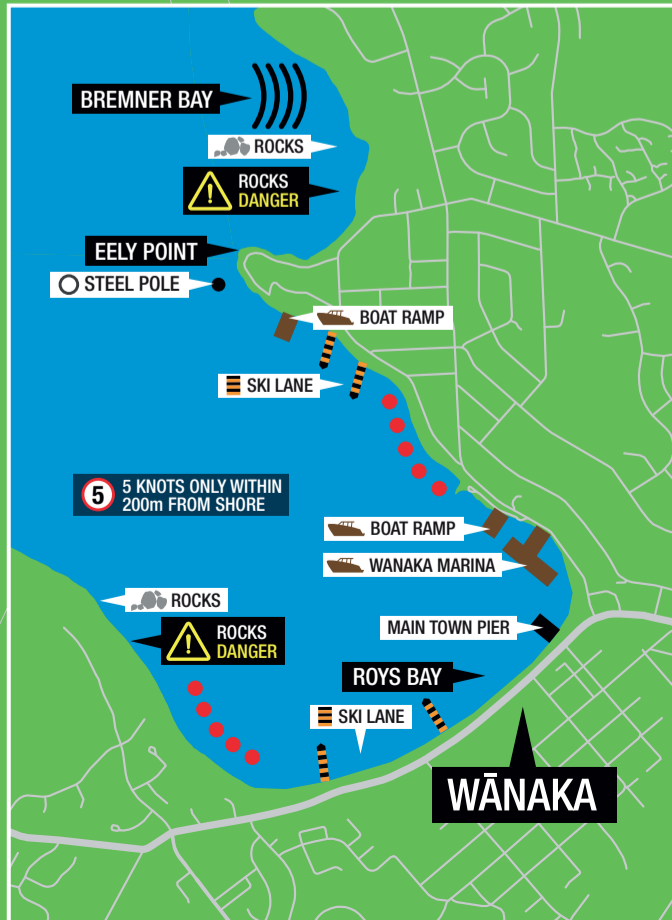 BREMNER BAY
ROCKS
ROCKS
DANGER
EELY POINT
STEEL POLE
BOAT RAMP
SKI LANE
5
5 KNOTS ONLY WITHIN
200m FROM SHORE
BOAT RAMP
WANAKA MARINA
ROCKS
MAIN TOWN PIER
ROCKS
DANGER
ROYS BAY
SKI LANE
WĀNAKA